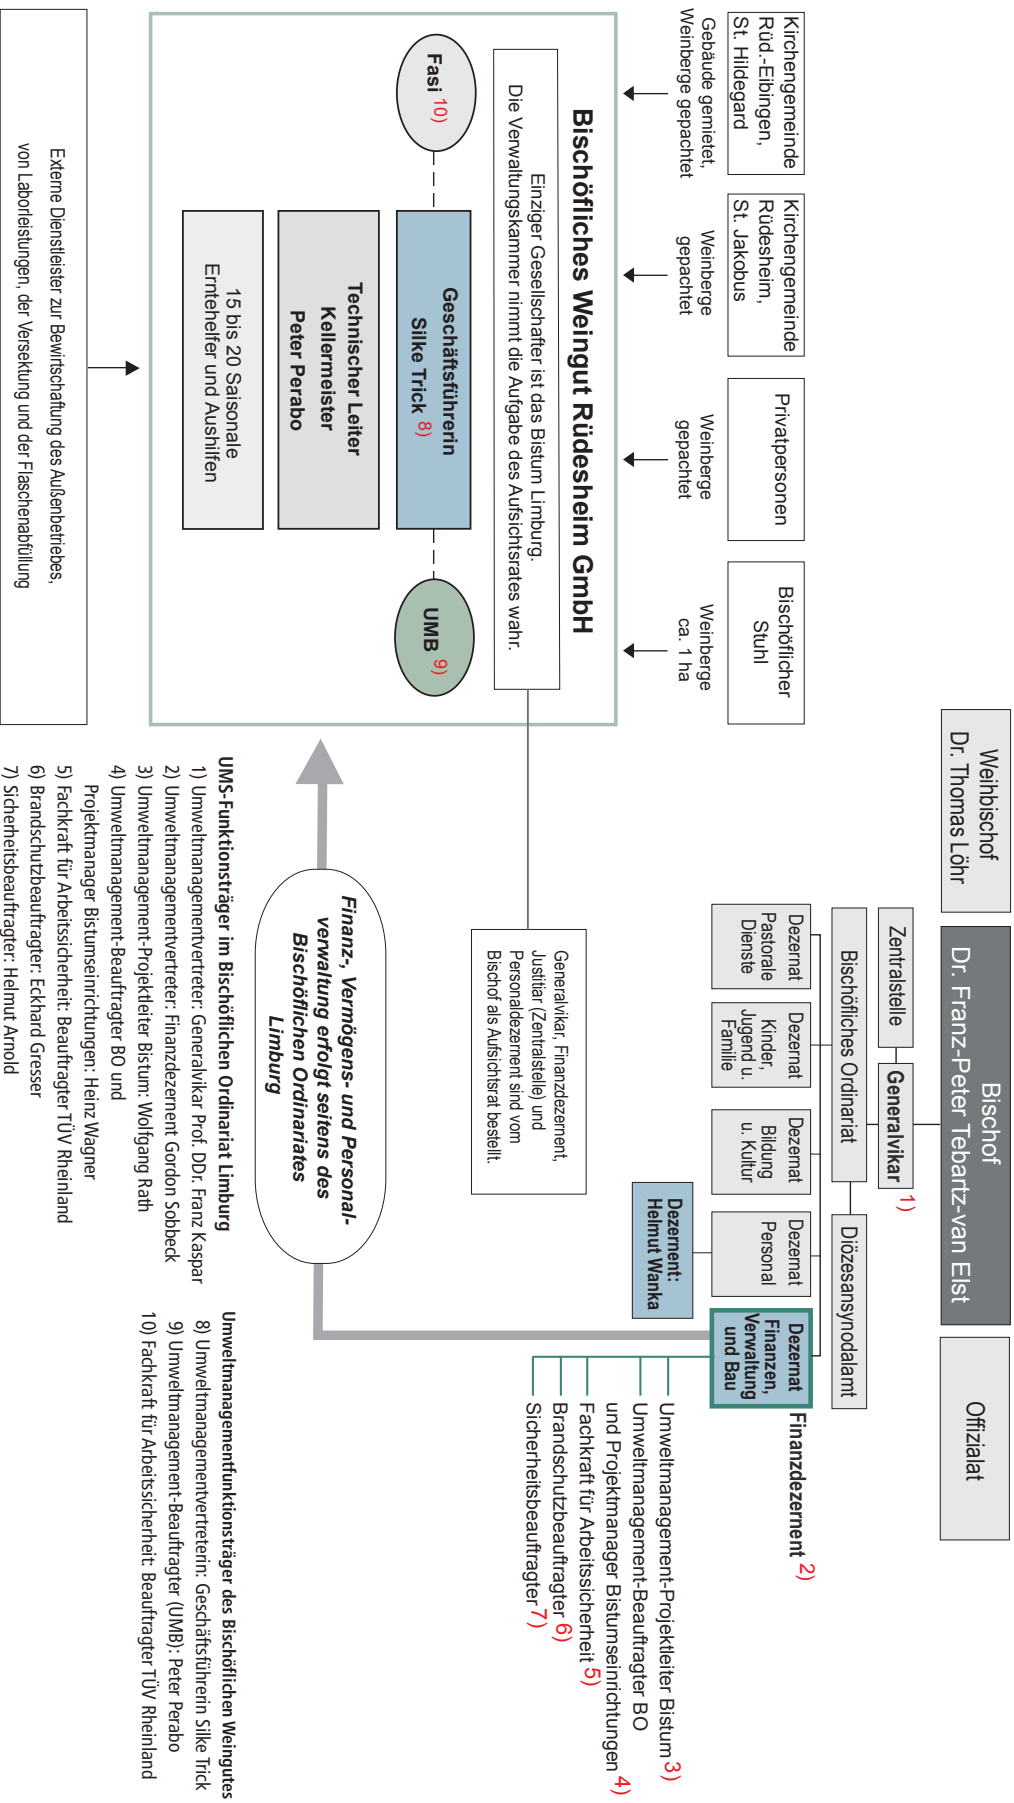 Weihbischof
Dr. Thomas Löhr
Bischof
Dr. Franz-Peter Tebartz-van Elst
Offizialat
Zentralstelle
Generalvikar 1)
Bischöfliches Ordinariat
Diözesansynodalamt
Dezernat
Pastorale
Dienste
Dezernat
Kinder,
Jugend u.
Familie
Dezernat
Bildung
u. Kultur
Dezernat
Personal
Dezernat
Finanzen,
Verwaltung
und Bau
Finanzdezernent 2)
Dezernent:
Helmut Wanka
Umweltmanagement-Projektleiter Bistum 3)
Umweltmanagement-Beauftragter BO
und Projektmanager Bistumseinrichtungen 4)
Fachkraft für Arbeitssicherheit 5)
Brandschutzbeauftragter 6)
Sicherheitsbeauftragter 7)
Kirchengemeinde
Rüd.-Eibingen,
St. Hildegard
Gebäude gemietet,
Weinberge gepachtet
Kirchengemeinde
Rüdesheim,
St. Jakobus
Weinberge
gepachtet
Privatpersonen
Weinberge
gepachtet
Bischöflicher
Stuhl
Weinberge
ca. 1 ha
Bischöfliches Weingut Rüdesheim GmbH
Einziger Gesellschafter ist das Bistum Limburg.
Die Verwaltungskammer nimmt die Aufgabe des Aufsichtsrates wahr.
Generalvikar, Finanzdezernent,
Justitiar (Zentralstelle) und
Personaldezernent sind vom
Bischof als Aufsichtsrat bestellt.
Fasi 10)
Geschäftsführerin
Silke Trick 8)
UMB 9)
Technischer Leiter
Kellermeister
Peter Perabo
15 bis 20 Saisonale
Erntehelfer und Aushilfen
Finanz-, Vermögens- und Personal-
verwaltung erfolgt seitens des
Bischöflichen Ordinariates
Limburg
Externe Dienstleister zur Bewirtschaftung des Außenbetriebes,
von Laborleistungen, der Versektung und der Flaschenabfüllung
UMS-Funktionsträger im Bischöflichen Ordinariat Limburg
1) Umweltmanagementvertreter: Generalvikar Prof. DDr. Franz Kaspar
2) Umweltmanagementvertreter: Finanzdezernent Gordon Sobbeck
3) Umweltmanagement-Projektleiter Bistum: Wolfgang Rath
4) Umweltmanagement-Beauftragter BO und
Projektmanager Bistumseinrichtungen: Heinz Wagner
5) Fachkraft für Arbeitssicherheit: Beauftragter TÜV Rheinland
6) Brandschutzbeauftragter: Eckhard Gresser
7) Sicherheitsbeauftragter: Helmut Arnold
Umweltmanagementfunktionsträger des Bischöflichen Weingutes
8) Umweltmanagementvertreterin: Geschäftsführerin Silke Trick
9) Umweltmanagement-Beauftragter (UMB): Peter Perabo
10) Fachkraft für Arbeitssicherheit: Beauftragter TÜV Rheinland